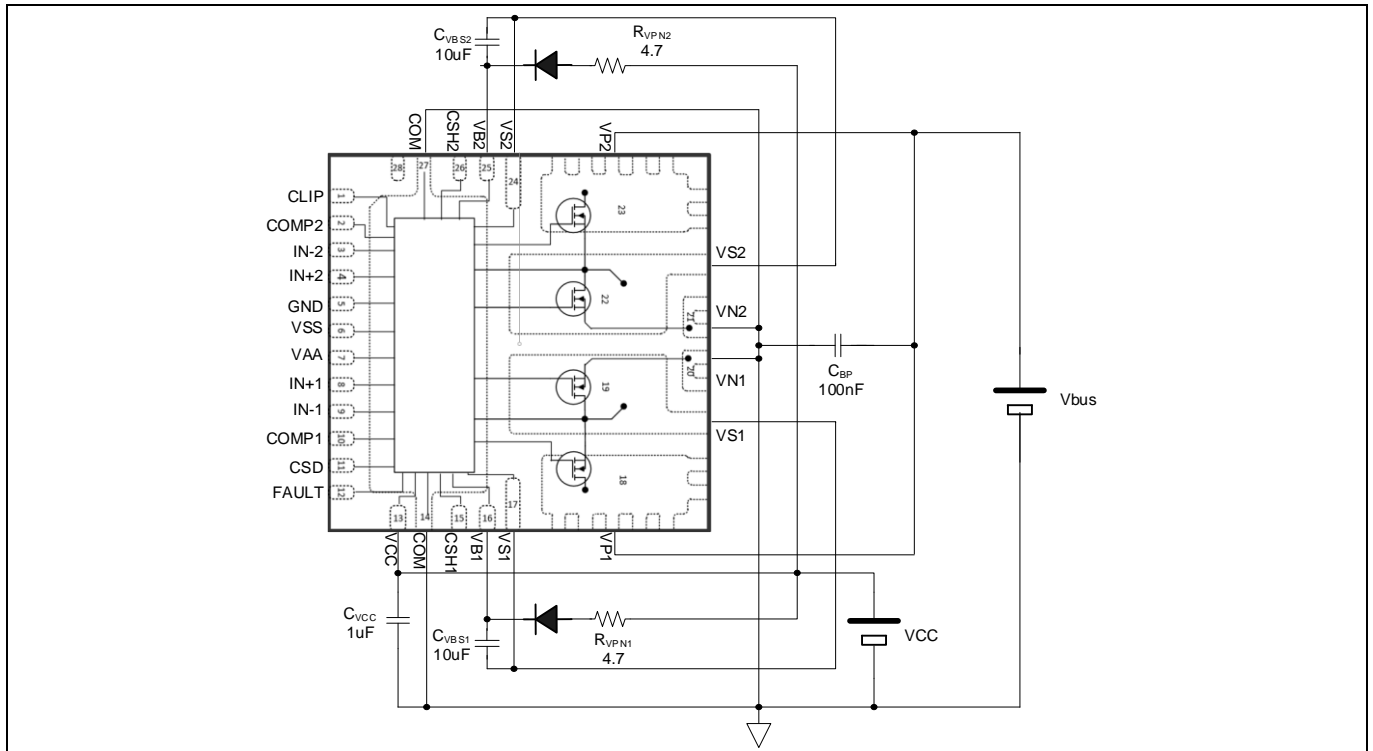 CVBS2
10uF
RVPN2
4.7
COM
CSH2
VB2
VS2
VP2
28
27
26
25
24
23
CLIP
1
COMP2
2
IN-2
3
IN+2
4
GND
5
VSS
6
VAA
7
IN+1
8
IN-1
9
COMP1
10
CSD
11
FAULT
12
VS2
22
VN2
21
20
VN1
19
VS1
18
CBP
100nF
Vbus
13
14
15
16
17
VCC
COM
CSH1
VB1
VS1
VP1
CVCC
1uF
CVBS1
10uF
RVPN1
4.7
VCC